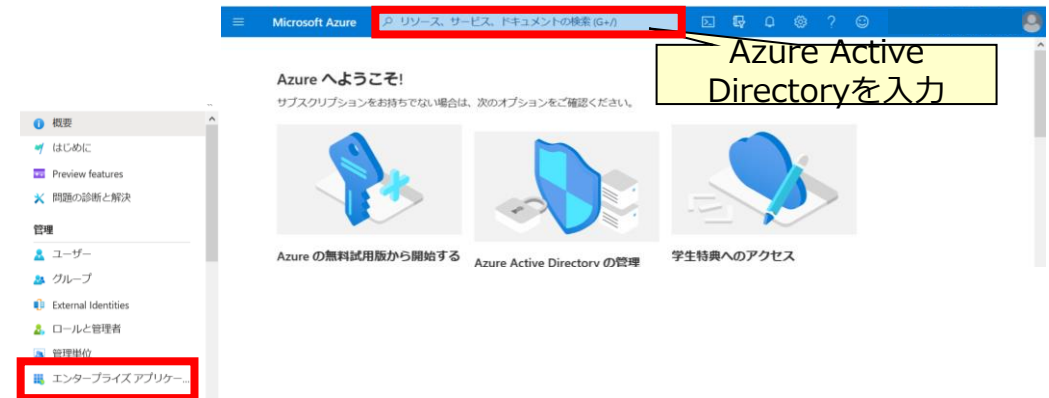 Microsoft Azure
リソース、サービス、ドキュメントの検索 (G+/)
Azure Active
Directoryを入力
Azure へようこそ!
サブスクリプションをお持ちでない場合は、次のオプションをご確認ください。
Azure の無料試用版から開始する
Azure Active Directory の管理
学生特典へのアクセス
概要
はじめに
Preview features
問題の診断と解決
管理
ユーザー
グループ
External Identities
ロールと管理者
管理単位
エンタープライズ アプリケー...